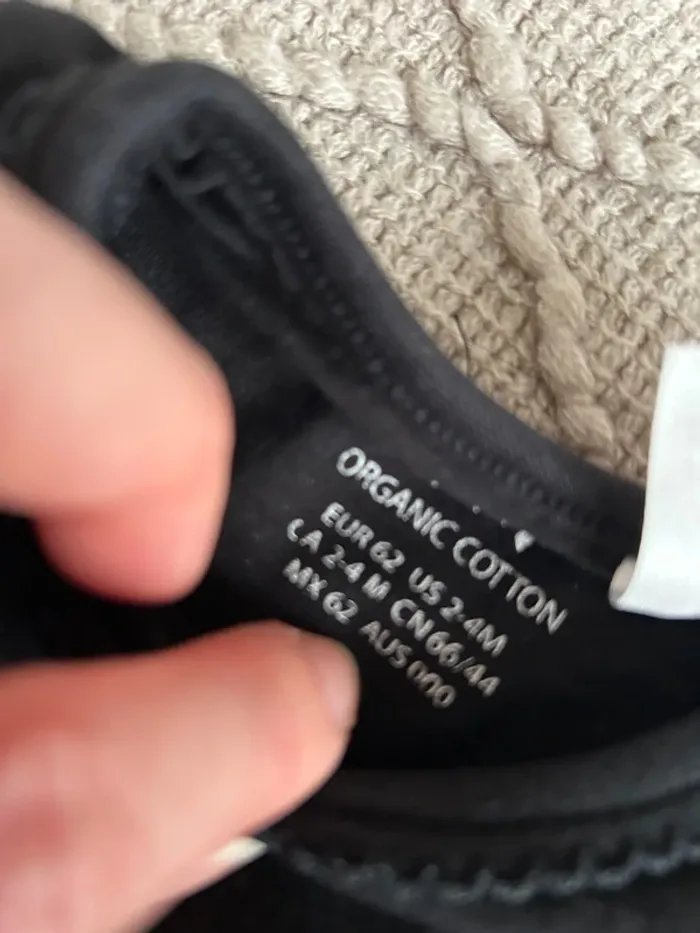 ORGANIC COTTON
EUR 62 US 2-4M
CA 2-4 M CN 66/44
MX 62 AUS 000